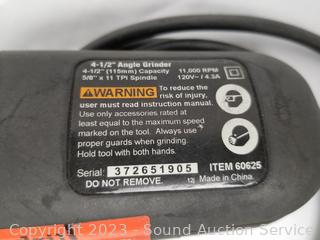 4-1/2" Angle Grinder
4-1/2" (115mm) Capacity 11,000 RPM
5/8" x 11 TPI Spindle 120V~ / 4.3A
WARNING To reduce the
risk of injury,
user must read instruction manual.
Use only accessories rated at
least equal to the maximum speed
marked on the tool. Always use
proper guards when grinding.
Hold tool with both hands.
Serial: 372651905 ITEM 60625
DO NOT REMOVE. 12j Made in China.
Copyright 2023 - Sound Auction Service